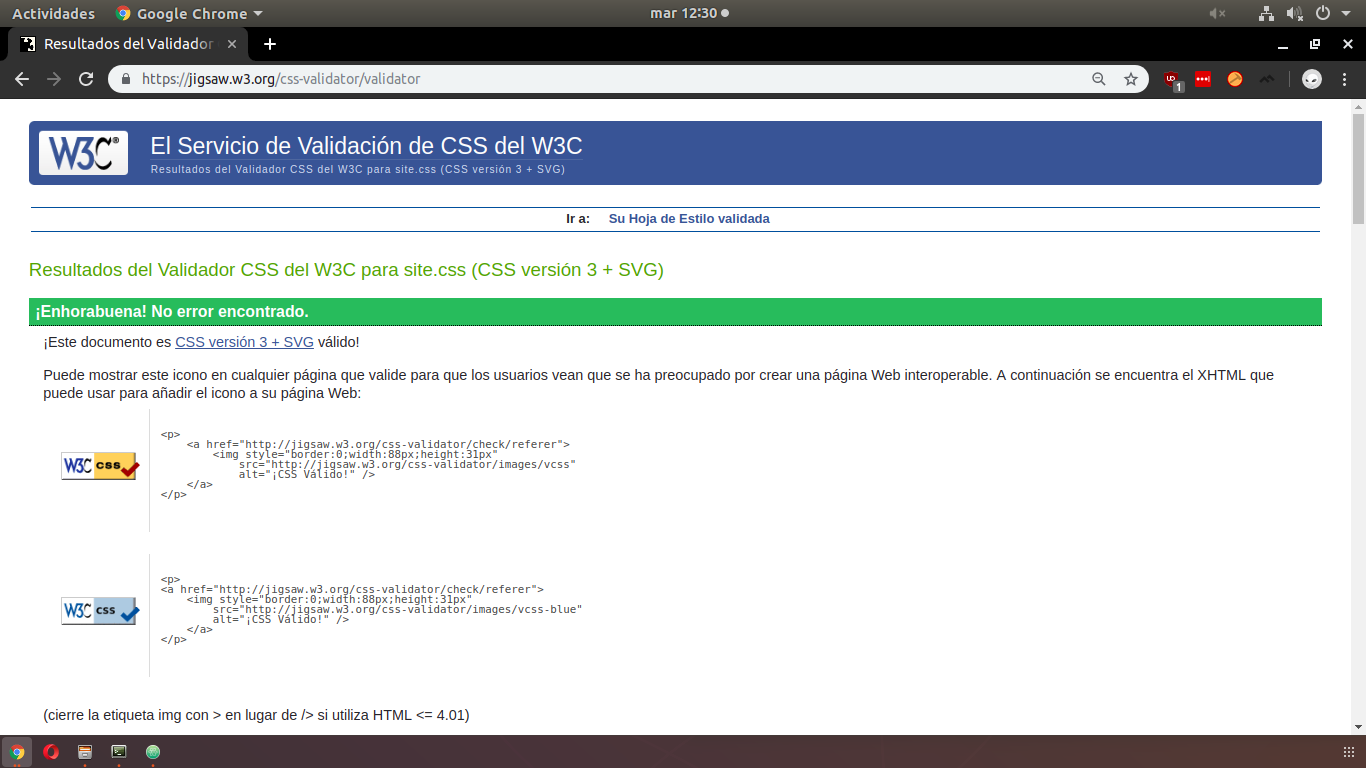 Actividades
Google Chrome
mar 12:30
Resultados del Validador
https://jigsaw.w3.org/css-validator/validator
1
W3C®
El Servicio de Validación de CSS del W3C
Resultados del Validador CSS del W3C para site.css (CSS versión 3 + SVG)
Ir a: Su Hoja de Estilo validada
Resultados del Validador CSS del W3C para site.css (CSS versión 3 + SVG)
¡Enhorabuena! No error encontrado.
¡Este documento es CSS versión 3 + SVG válido!
Puede mostrar este icono en cualquier página que valide para que los usuarios vean que se ha preocupado por crear una página Web interoperable. A continuación se encuentra el XHTML que
puede usar para añadir el icono a su página Web:
W3C css
<p>
<a href="http://jigsaw.w3.org/css-validator/check/referer">
<img style="border:0;width:88px;height:31px"
src="http://jigsaw.w3.org/css-validator/images/vcss"
alt="¡CSS Válido!" />
</a>
</p>
W3C css
<p>
<a href="http://jigsaw.w3.org/css-validator/check/referer">
<img style="border:0;width:88px;height:31px"
src="http://jigsaw.w3.org/css-validator/images/vcss-blue"
alt="¡CSS Válido!" />
</a>
</p>
(cierre la etiqueta img con > en lugar de /> si utiliza HTML <= 4.01)